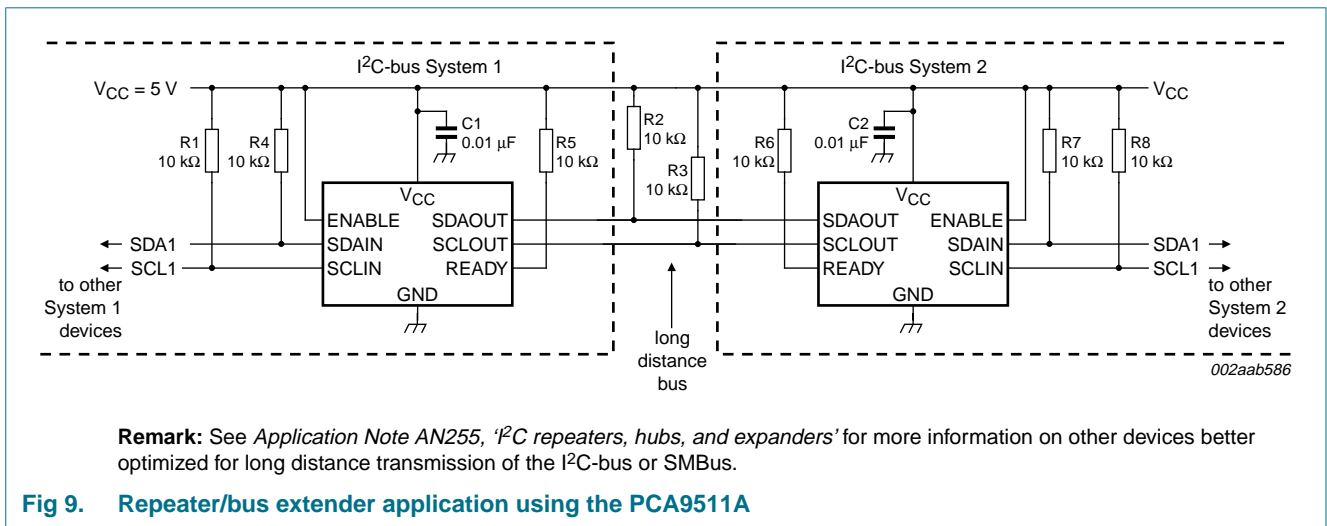 I²C-bus System 1
I²C-bus System 2
VCC = 5 V
VCC
R1
10 kΩ
R4
10 kΩ
C1
0.01 μF
R5
10 kΩ
R2
10 kΩ
R3
10 kΩ
R6
10 kΩ
C2
0.01 μF
R7
10 kΩ
R8
10 kΩ
VCC
ENABLE
SDAOUT
SDAIN
SCLOUT
SCLIN
READY
GND
VCC
SDAOUT
ENABLE
SCLOUT
SDAIN
READY
SCLIN
GND
SDA1
SCL1
to other
System 1
devices
long
distance
bus
SDA1
SCL1
to other
System 2
devices
002aab586
Remark: See Application Note AN255, 'I²C repeaters, hubs, and expanders' for more information on other devices better
optimized for long distance transmission of the I²C-bus or SMBus.
Fig 9. Repeater/bus extender application using the PCA9511A